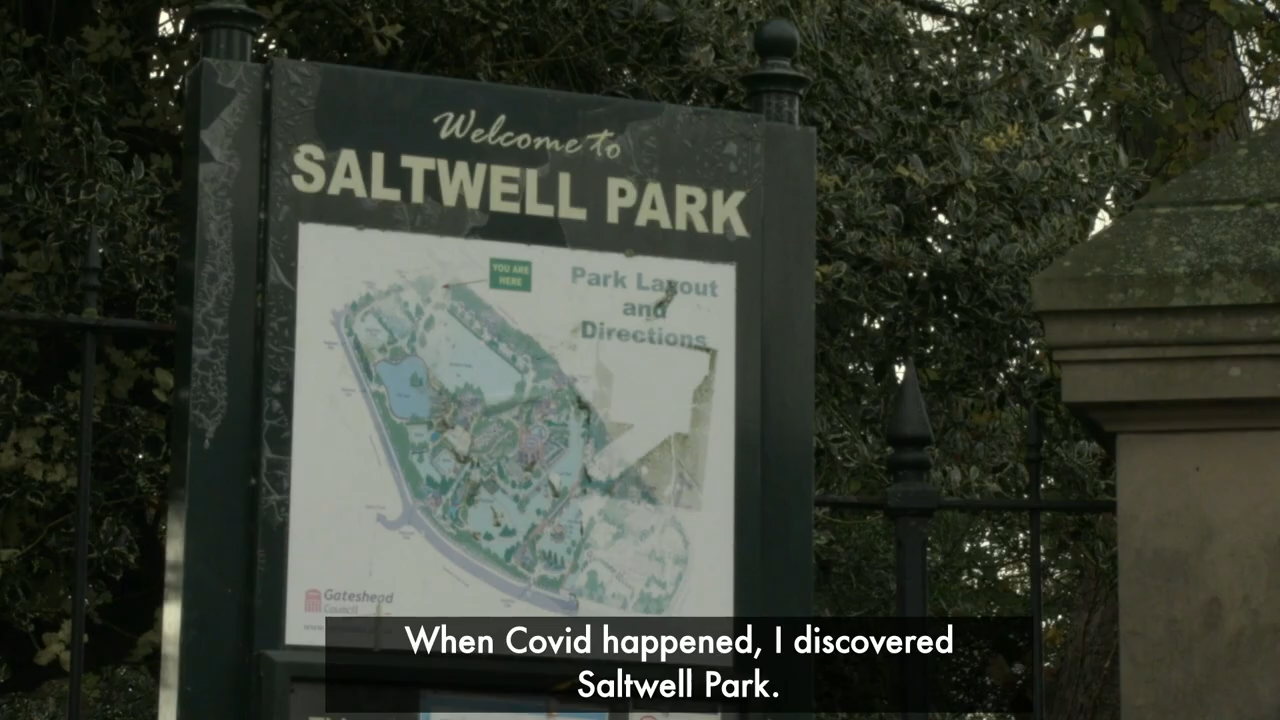 Welcome to
SALTWELL PARK
YOU ARE
HERE
Park Layout
and
Directions
Gateshead
Council
When Covid happened, I discovered
Saltwell Park.